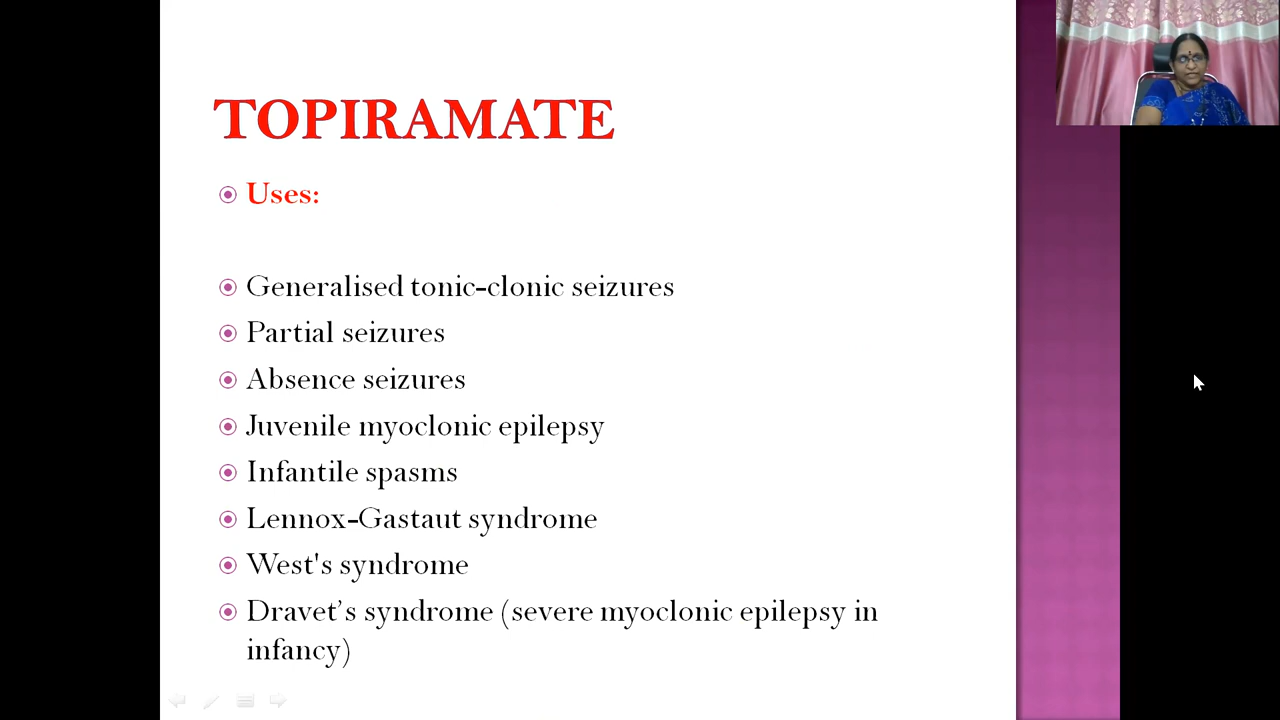 TOPIRAMATE
Uses:
Generalised tonic-clonic seizures
Partial seizures
Absence seizures
Juvenile myoclonic epilepsy
Infantile spasms
Lennox-Gastaut syndrome
West's syndrome
Dravet’s syndrome (severe myoclonic epilepsy in
infancy)